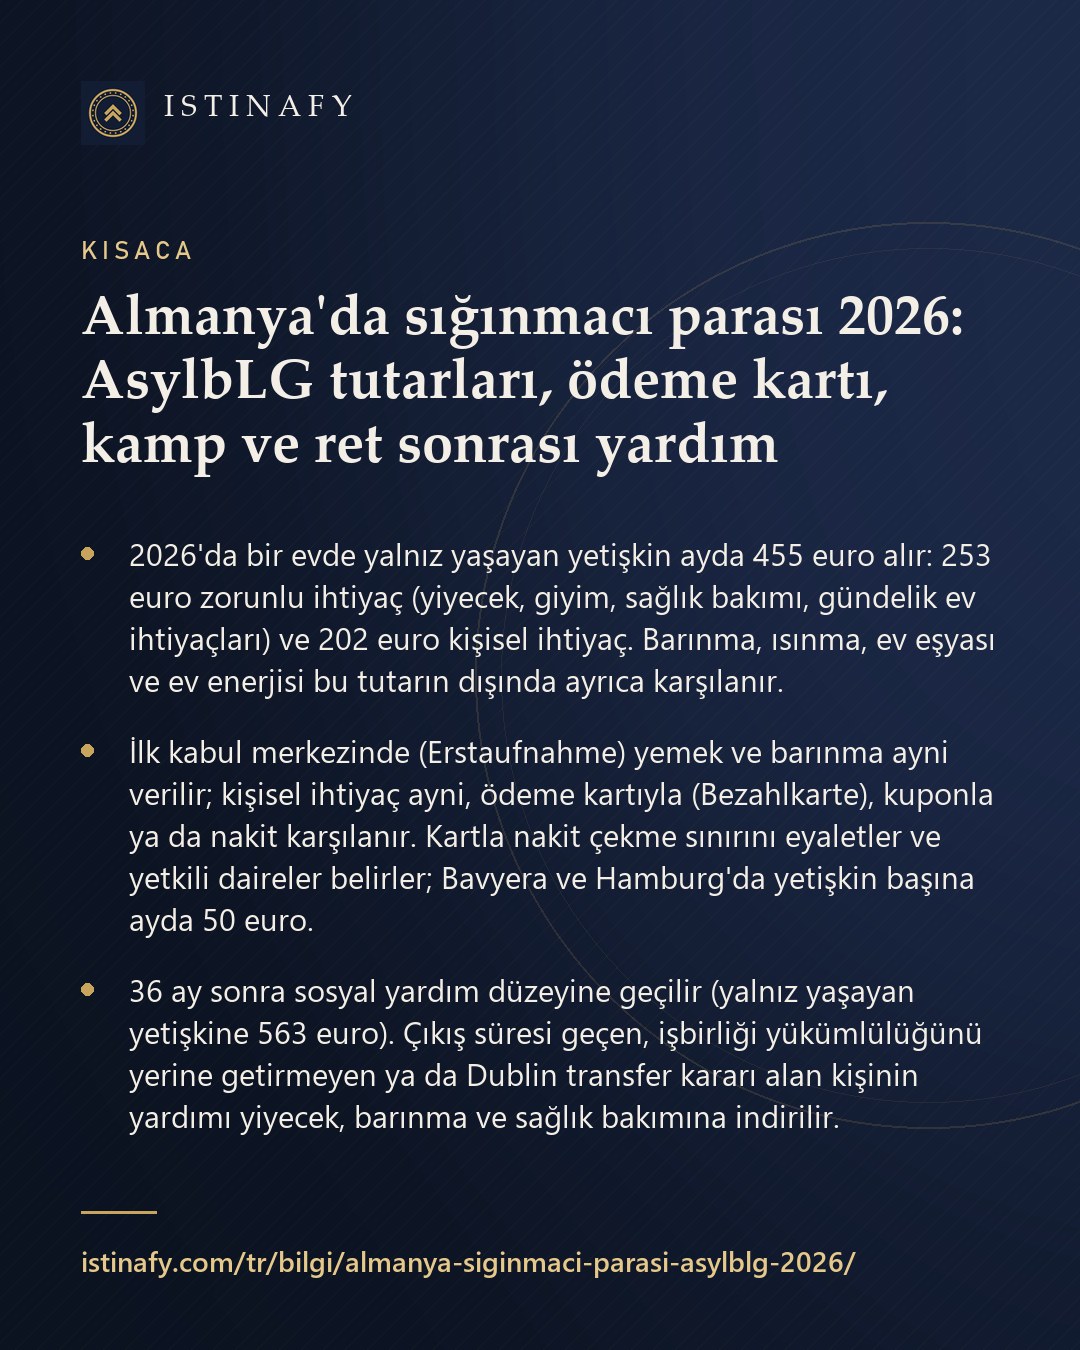 ISTINAFY
KISACA
Almanya'da sığınmacı parası 2026:
AsylbLG tutarları, ödeme kartı,
kamp ve ret sonrası yardım
2026'da bir evde yalnız yaşayan yetişkin ayda 455 euro alır: 253
euro zorunlu ihtiyaç (yiyecek, giyim, sağlık bakımı, gündelik ev
ihtiyaçları) ve 202 euro kişisel ihtiyaç. Barınma, ısınma, ev eşyası
ve ev enerjisi bu tutarın dışında ayrıca karşılanır.
İlk kabul merkezinde (Erstaufnahme) yemek ve barınma ayni
verilir; kişisel ihtiyaç ayni, ödeme kartıyla (Bezahlkarte), kuponla
ya da nakit karşılanır. Kartla nakit çekme sınırını eyaletler ve
yetkili daireler belirler; Bavyera ve Hamburg'da yetişkin başına
ayda 50 euro.
36 ay sonra sosyal yardım düzeyine geçilir (yalnız yaşayan
yetişkine 563 euro). Çıkış süresi geçen, işbirliği yükümlülüğünü
yerine getirmeyen ya da Dublin transfer kararı alan kişinin
yardımı yiyecek, barınma ve sağlık bakımına indirilir.
istinafy.com/tr/bilgi/almanya-siginmaci-parasi-asylblg-2026/